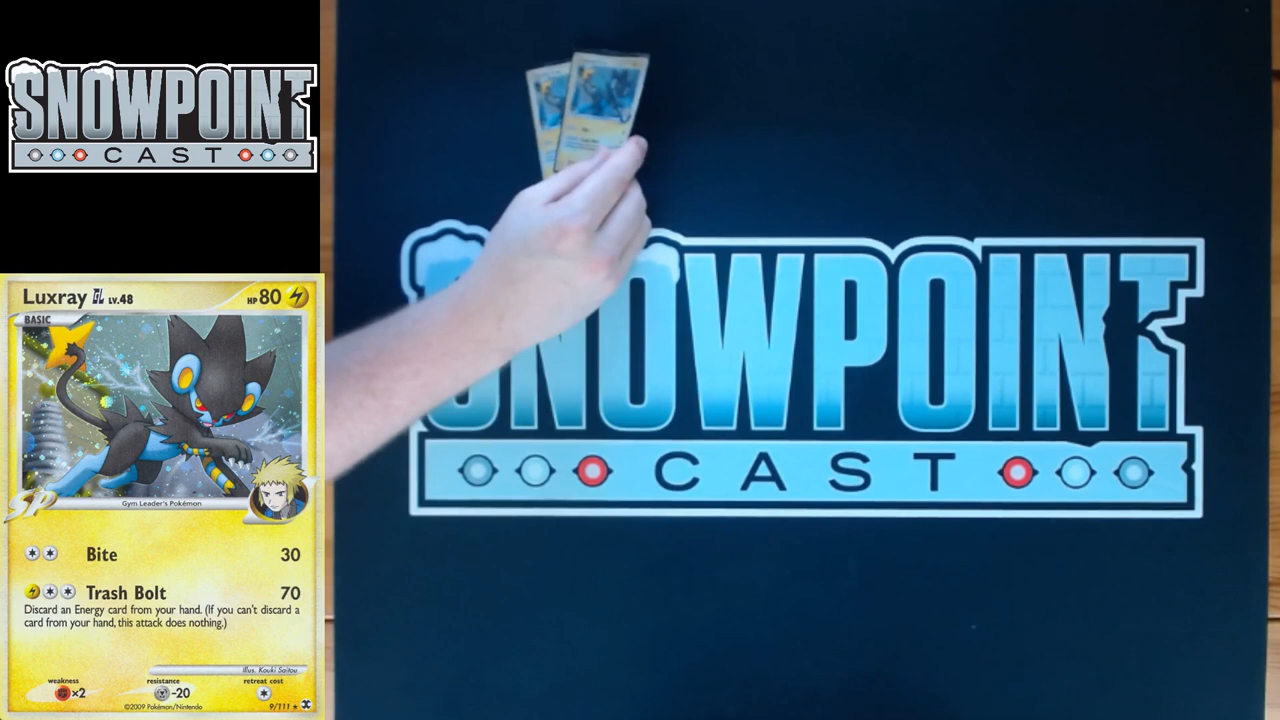 SNOWPOINT
CAST
Luxray GL LV.48 HP 80
BASIC
SP
Gym Leader's Pokémon
Bite 30
Trash Bolt 70
Discard an Energy card from your hand. (If you can't discard a
card from your hand, this attack does nothing.)
Illus. Kouki Saitou
weakness resistance retreat cost
×2 -20
©2009 Pokémon/Nintendo 9/111
SNOWPOINT
CAST